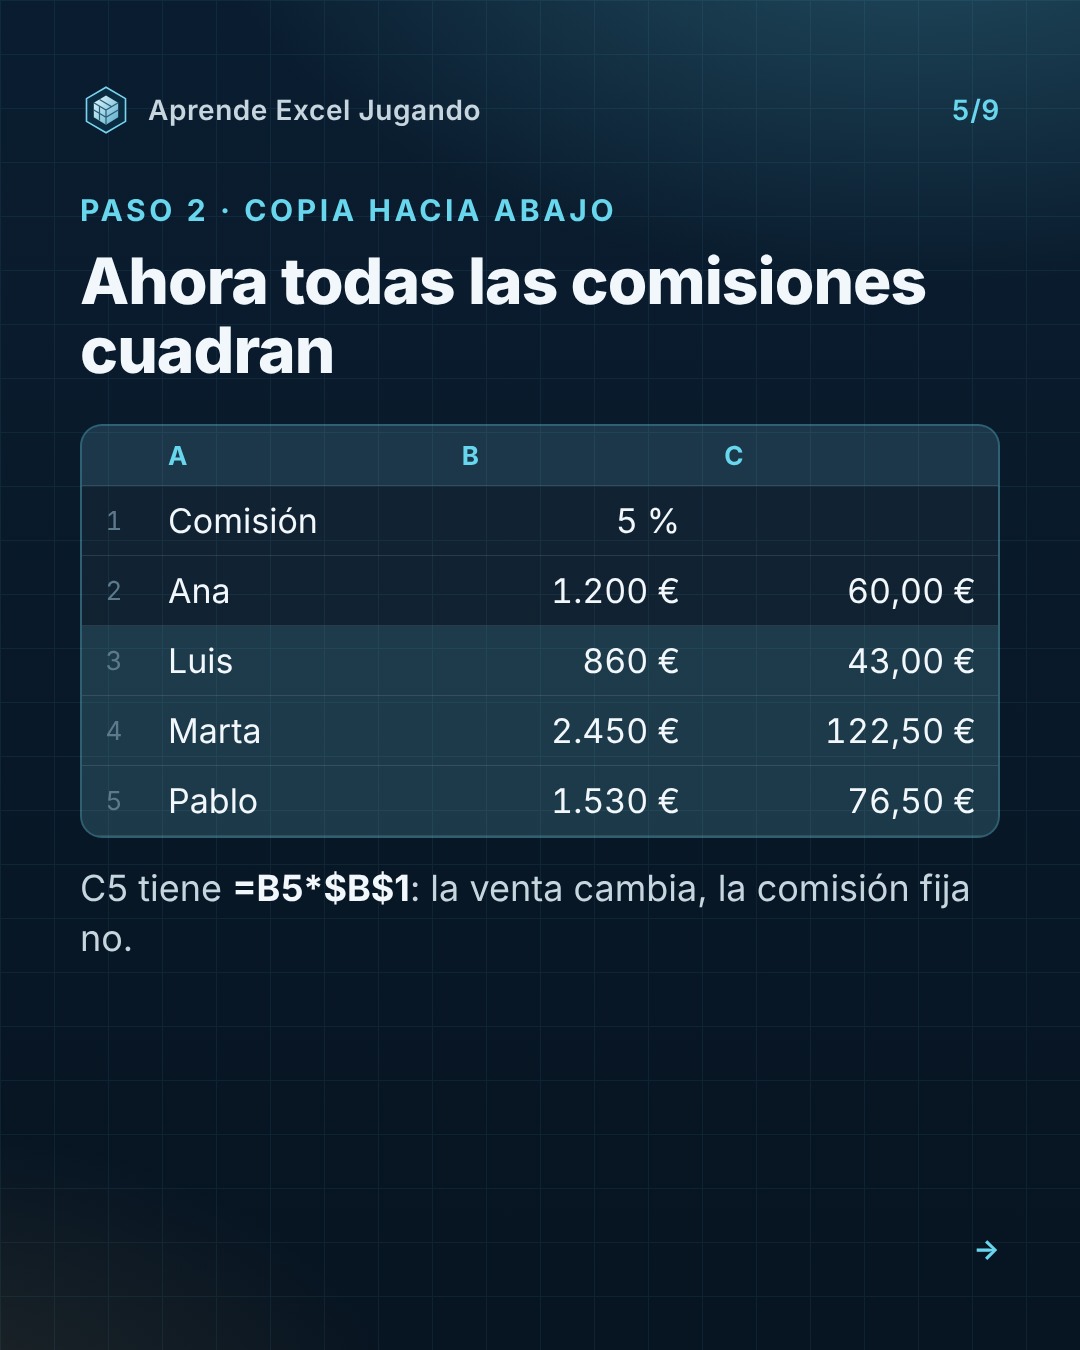 Aprende Excel Jugando
5/9
PASO 2 · COPIA HACIA ABAJO
Ahora todas las comisiones
cuadran
A B C
1 Comisión 5 %
2 Ana 1.200 € 60,00 €
3 Luis 860 € 43,00 €
4 Marta 2.450 € 122,50 €
5 Pablo 1.530 € 76,50 €
C5 tiene =B5*$B$1: la venta cambia, la comisión fija
no.
→